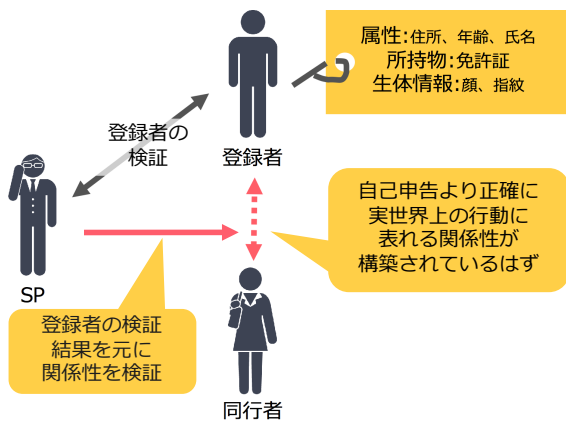 属性:住所、年齢、氏名
所持物:免許証
生体情報:顔、指紋
登録者の
検証
登録者
自己申告より正確に
実世界上の行動に
表れる関係性が
構築されているはず
SP
登録者の検証
結果を元に
関係性を検証
同行者